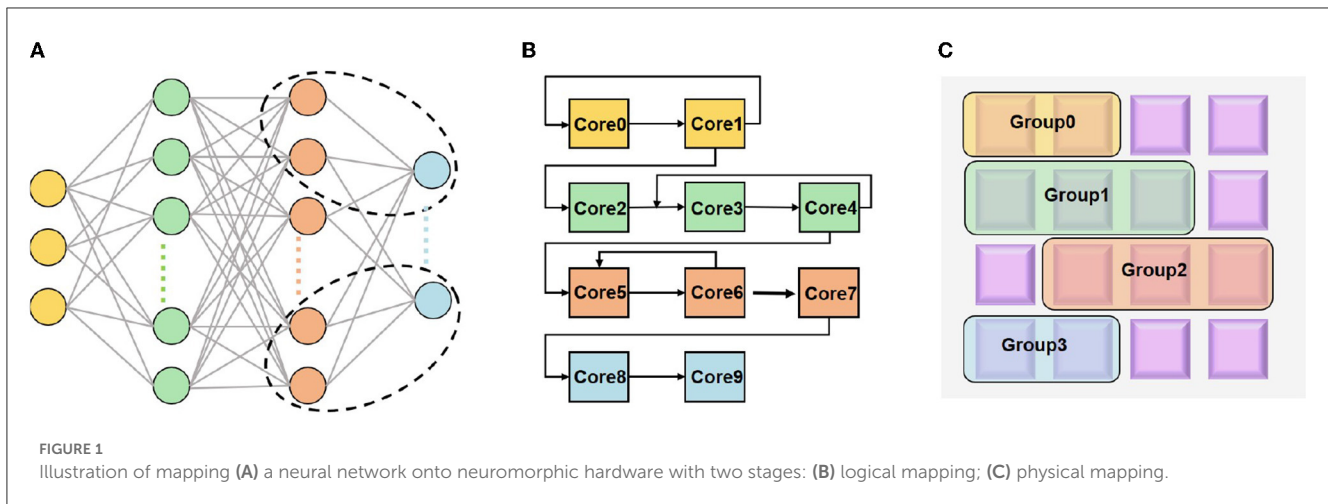 A
B
C
Core0
Core1
Core2
Core3
Core4
Core5
Core6
Core7
Core8
Core9
Group0
Group1
Group2
Group3
FIGURE 1
Illustration of mapping (A) a neural network onto neuromorphic hardware with two stages: (B) logical mapping; (C) physical mapping.